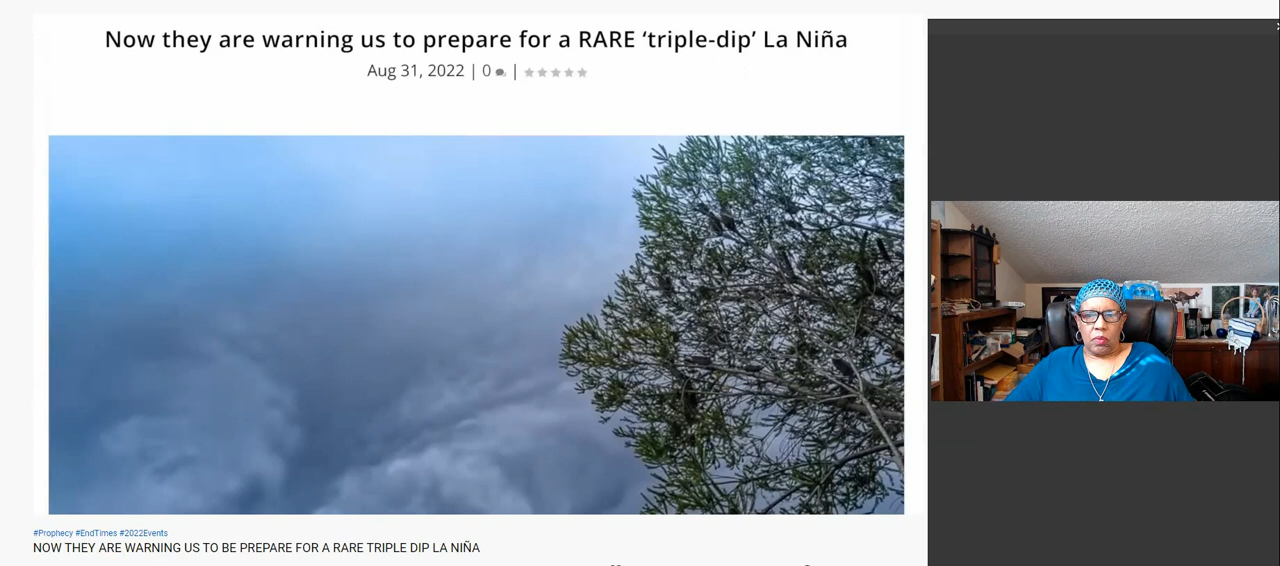 Now they are warning us to prepare for a RARE ‘triple-dip’ La Niña
Aug 31, 2022 | 0 |
#Prophecy #EndTimes #2022Events
NOW THEY ARE WARNING US TO BE PREPARE FOR A RARE TRIPLE DIP LA NIÑA